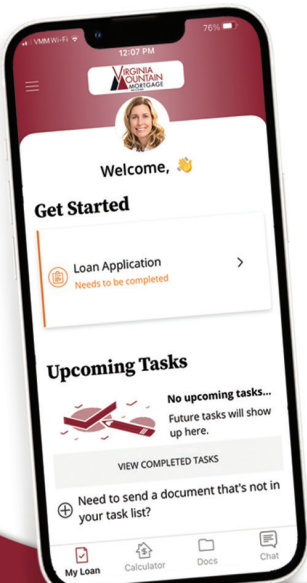 VMM Wi-Fi
76%
12:07 PM
VIRGINIA
MOUNTAIN
MORTGAGE
Welcome, 👋
Get Started
Loan Application
Needs to be completed
Upcoming Tasks
No upcoming tasks...
Future tasks will show
up here.
VIEW COMPLETED TASKS
Need to send a document that's not in
your task list?
My Loan
Calculator
Docs
Chat